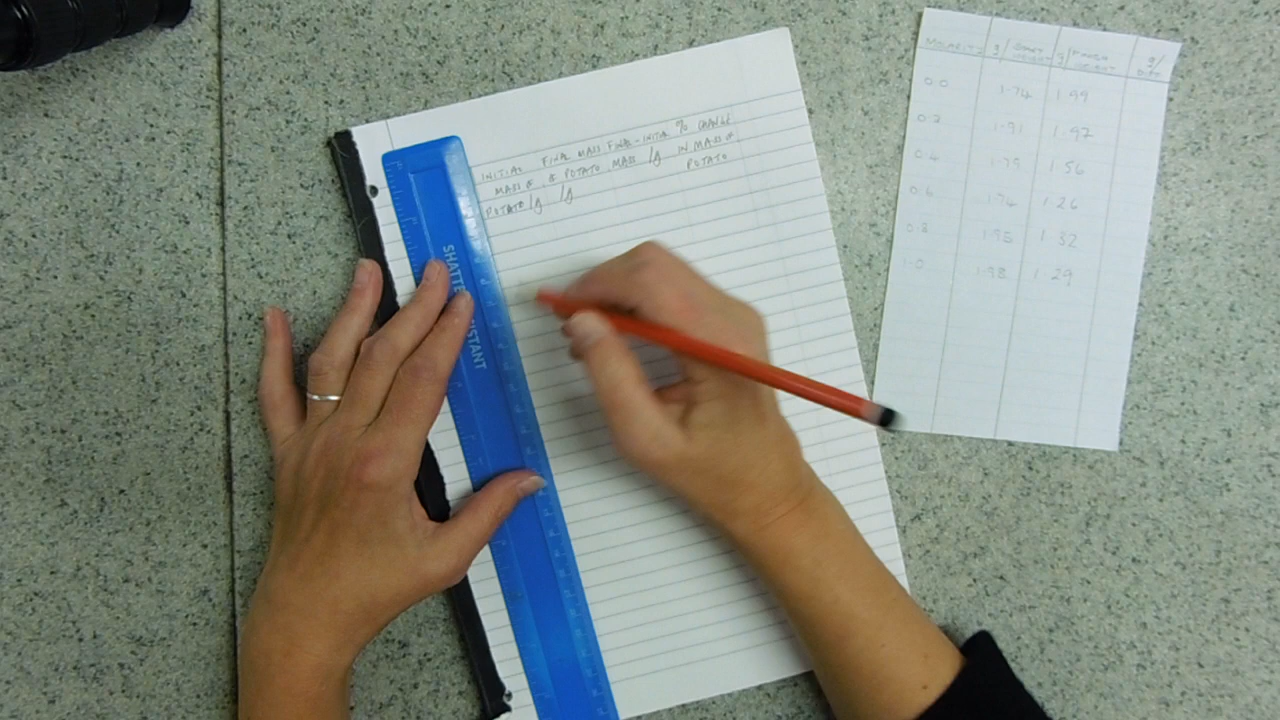 INITIAL FINAL MASS FINAL-INITIAL % CHANGE
MASS OF OF POTATO MASS /g IN MASS OF
POTATO /g /g POTATO
SHATTER
ISTANT
MOLARITY g/ START WEIGHT g/ FINISH WEIGHT g/ DIFF
0.0 1.74 1.99
0.2 1.91 1.92
0.4 1.79 1.56
0.6 1.74 1.26
0.8 1.95 1.32
1.0 1.98 1.29